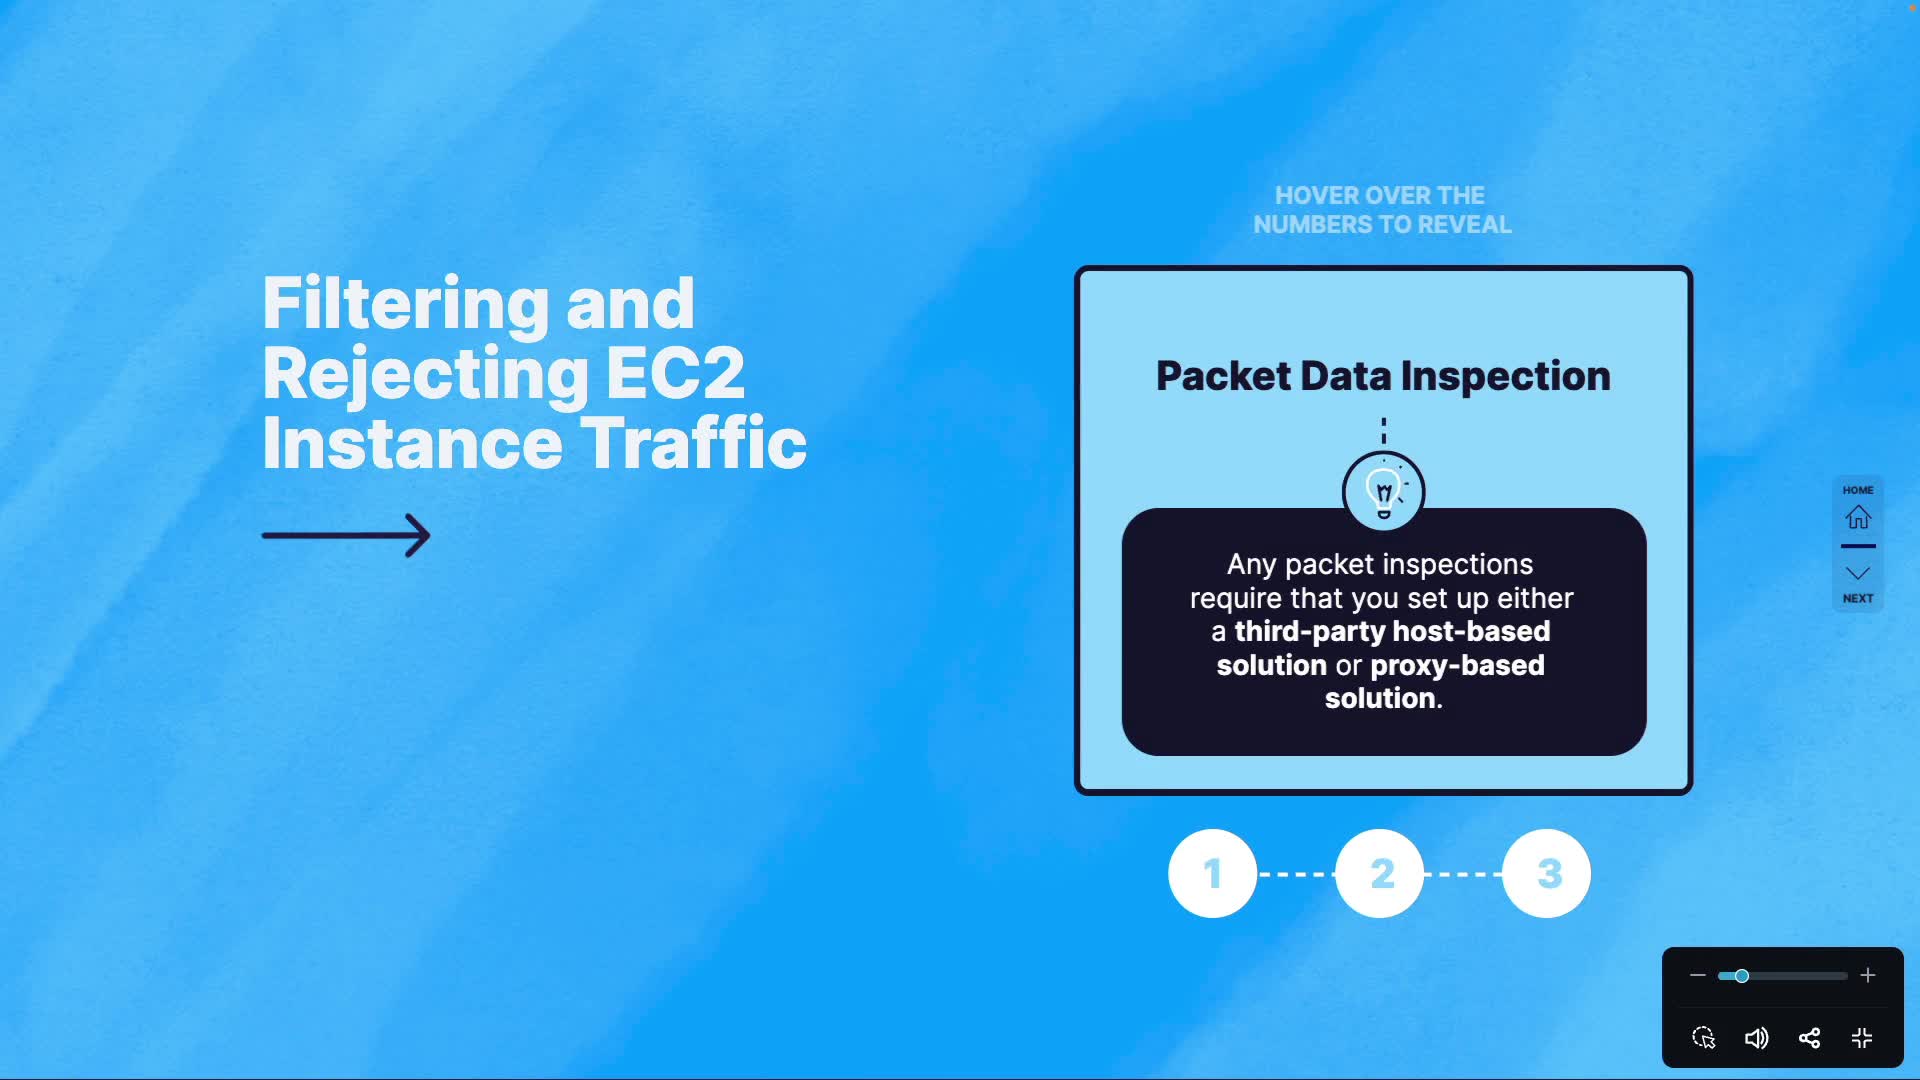 Filtering and
Rejecting EC2
Instance Traffic
HOVER OVER THE
NUMBERS TO REVEAL
Packet Data Inspection
Any packet inspections
require that you set up either
a third-party host-based
solution or proxy-based
solution.
1
2
3
HOME
NEXT